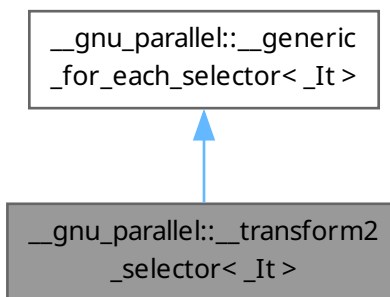 __gnu_parallel::__generic
_for_each_selector< _It >
__gnu_parallel::__transform2
_selector< _It >